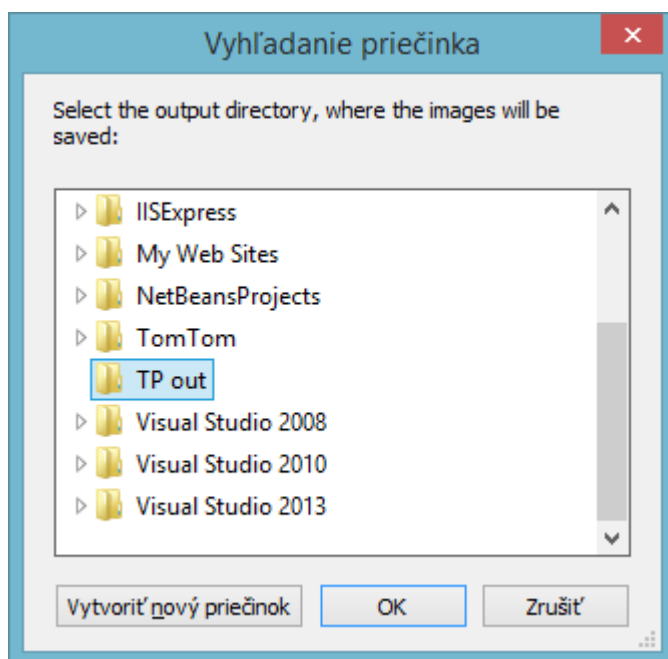 Vyhľadanie priečinka
Select the output directory, where the images will be
saved:
IISExpress
My Web Sites
NetBeansProjects
TomTom
TP out
Visual Studio 2008
Visual Studio 2010
Visual Studio 2013
Vytvoriť nový priečinok
OK
Zrušiť